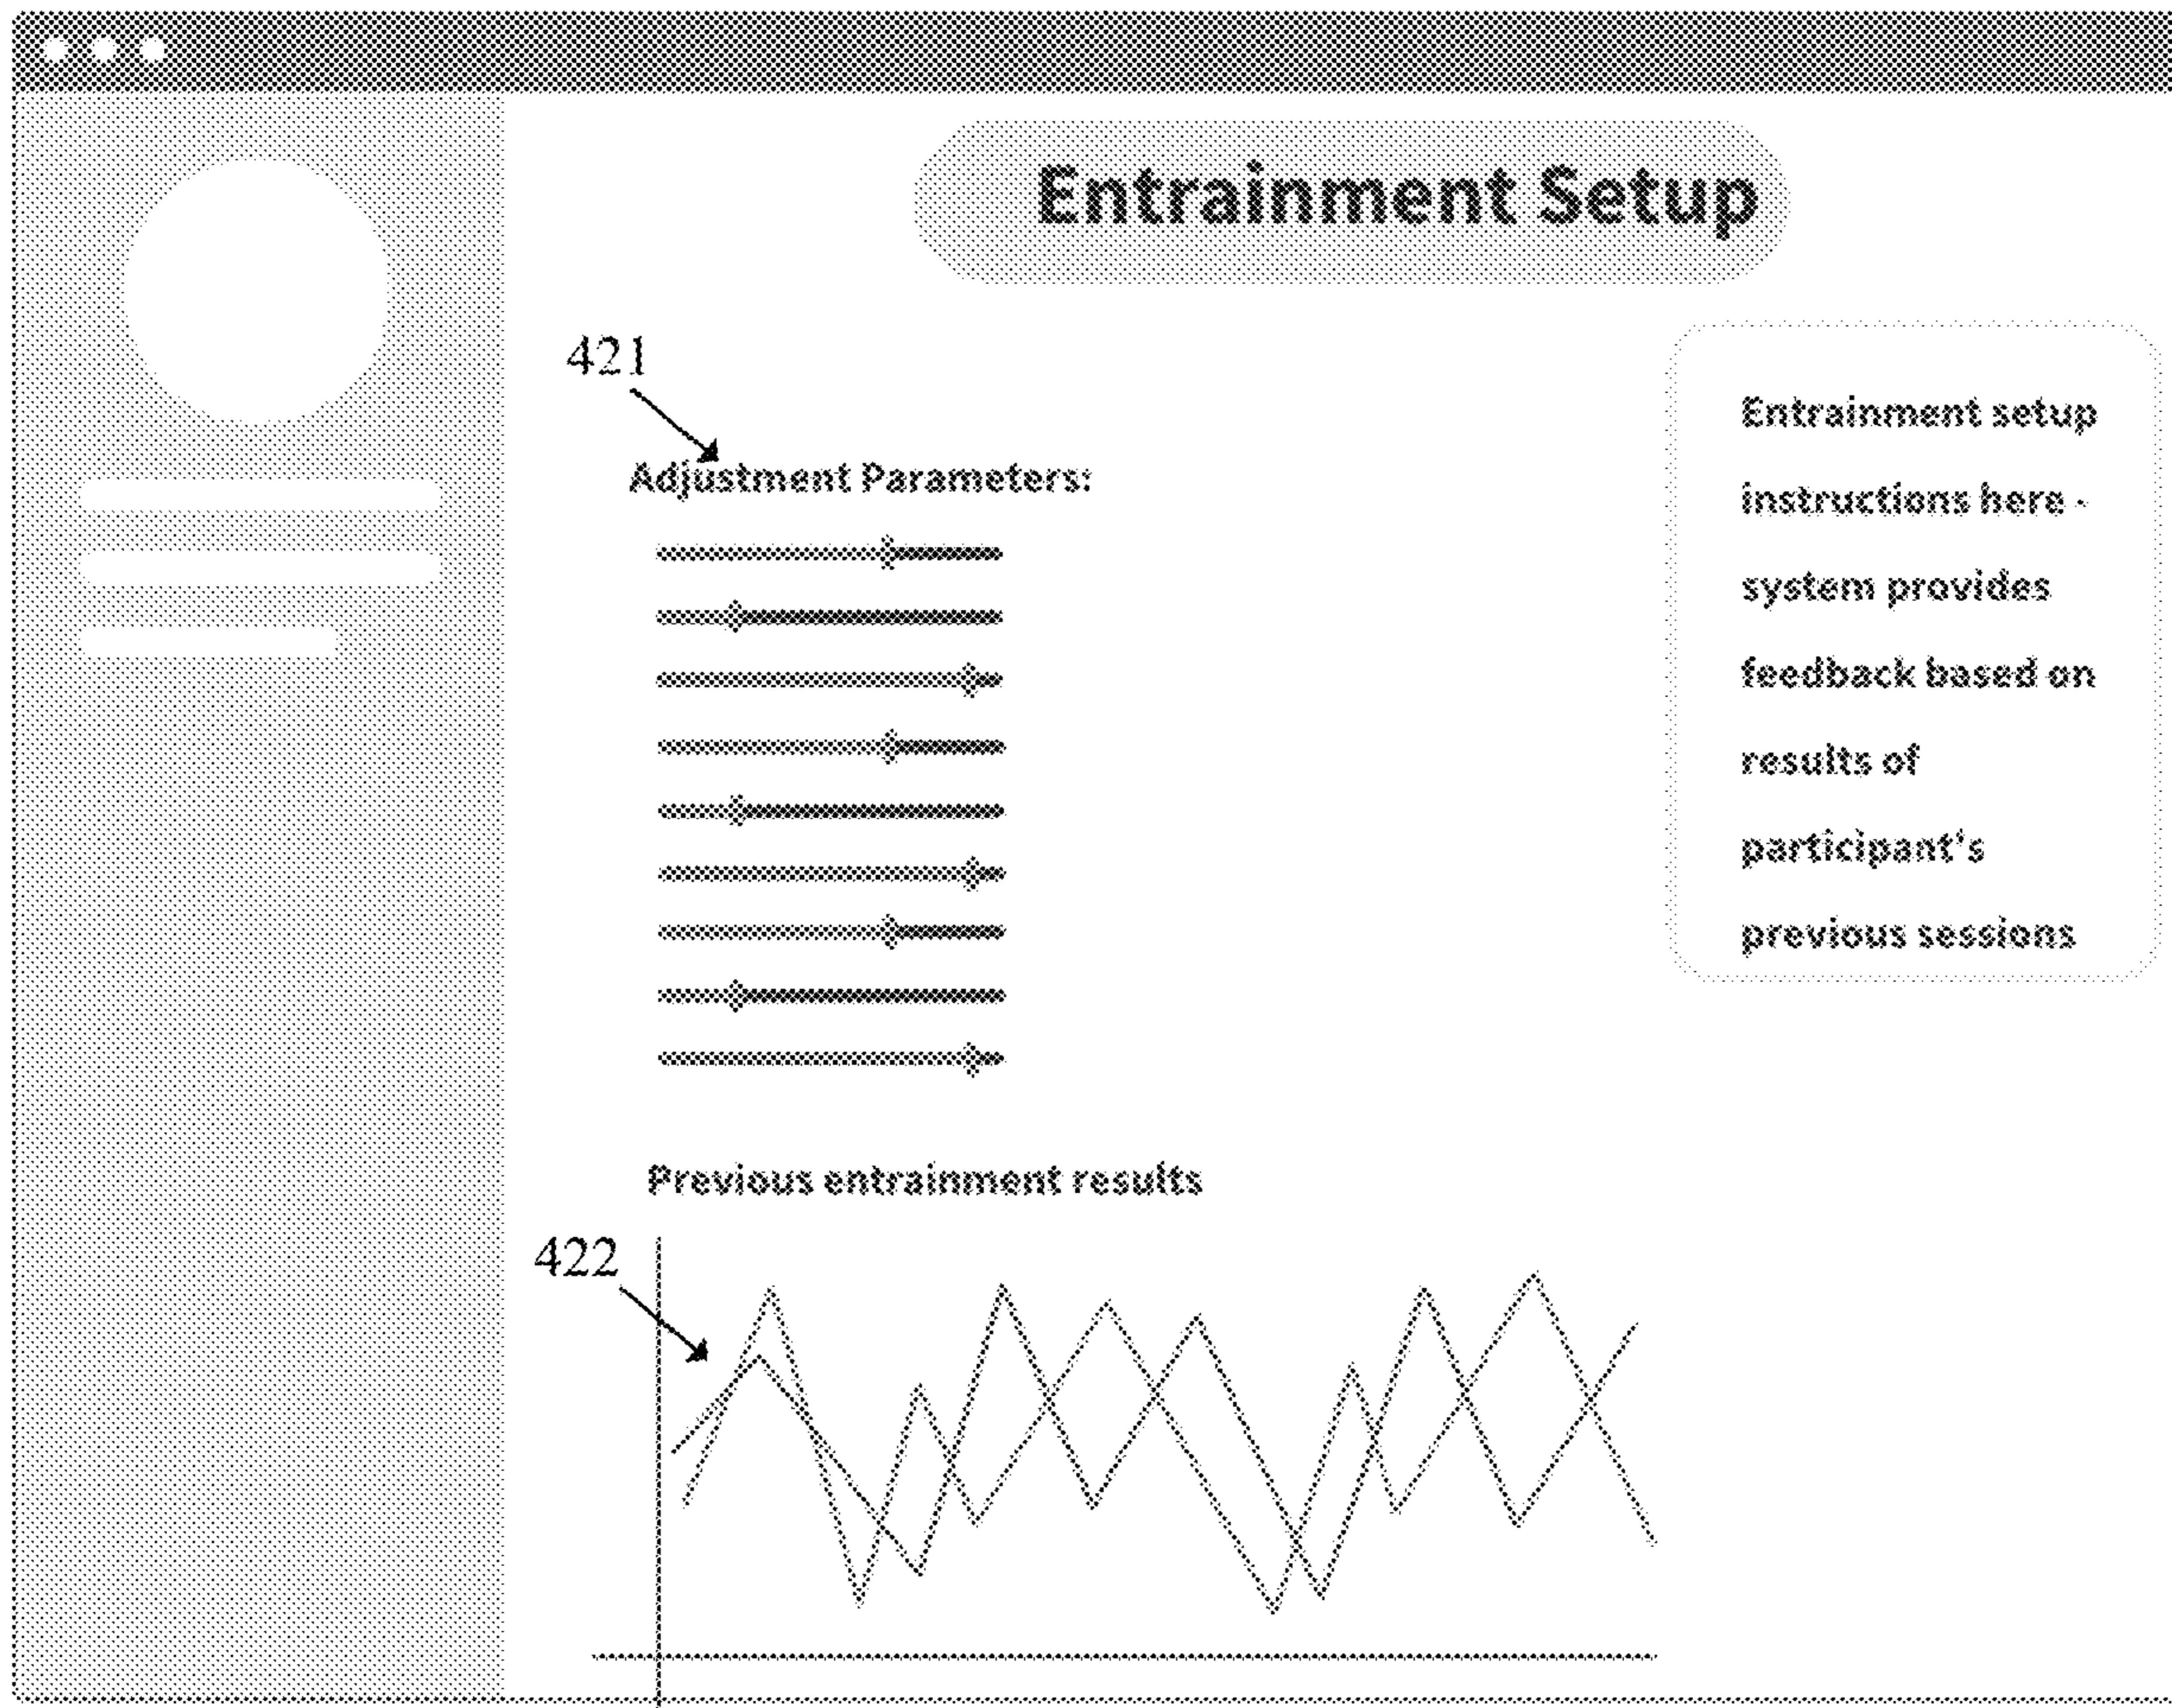 Entrainment Setup
421
Adjustment Parameters:
Entrainment setup
instructions here -
system provides
feedback based on
results of
participant's
previous sessions
Previous entrainment results
422